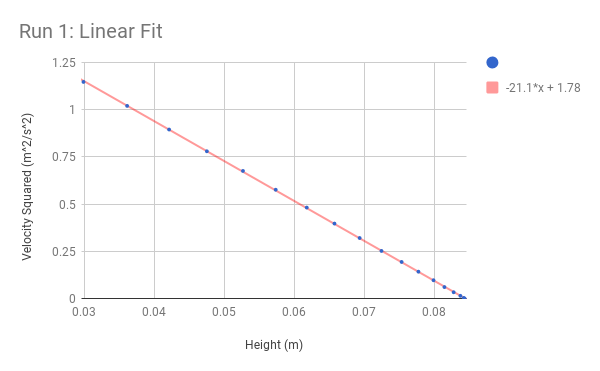 Run 1: Linear Fit
-21.1*x + 1.78
Velocity Squared (m^2/s^2)
1.25
1
0.75
0.5
0.25
0
0.03 0.04 0.05 0.06 0.07 0.08
Height (m)